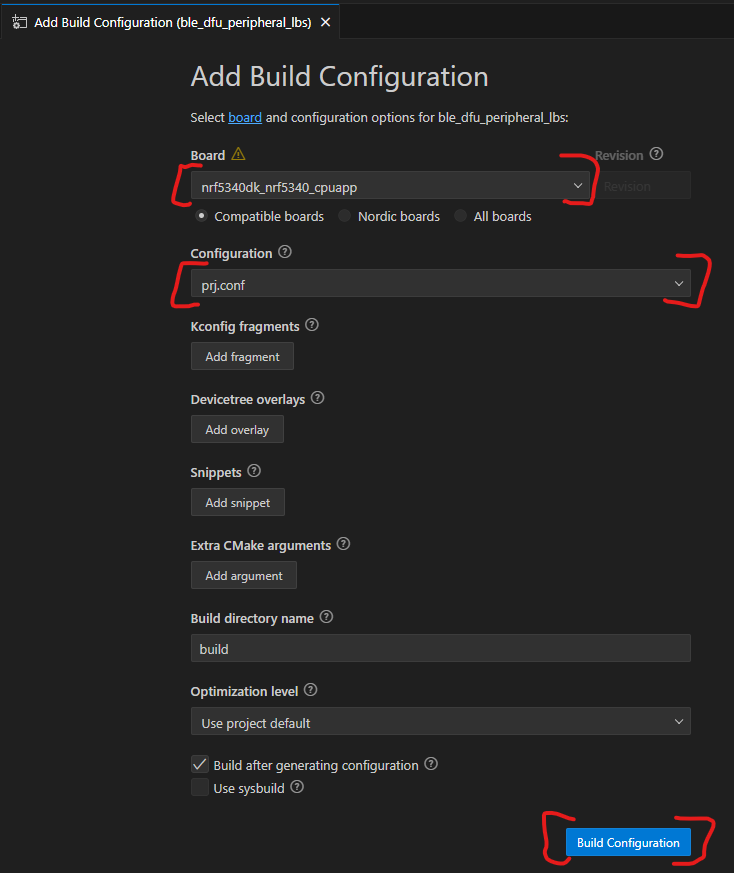 Add Build Configuration (ble_dfu_peripheral_lbs)
Add Build Configuration
Select board and configuration options for ble_dfu_peripheral_lbs:
Board Revision
nrf5340dk_nrf5340_cpuapp Revision
Compatible boards Nordic boards All boards
Configuration
prj.conf
Kconfig fragments
Add fragment
Devicetree overlays
Add overlay
Snippets
Add snippet
Extra CMake arguments
Add argument
Build directory name
build
Optimization level
Use project default
Build after generating configuration
Use sysbuild
Build Configuration